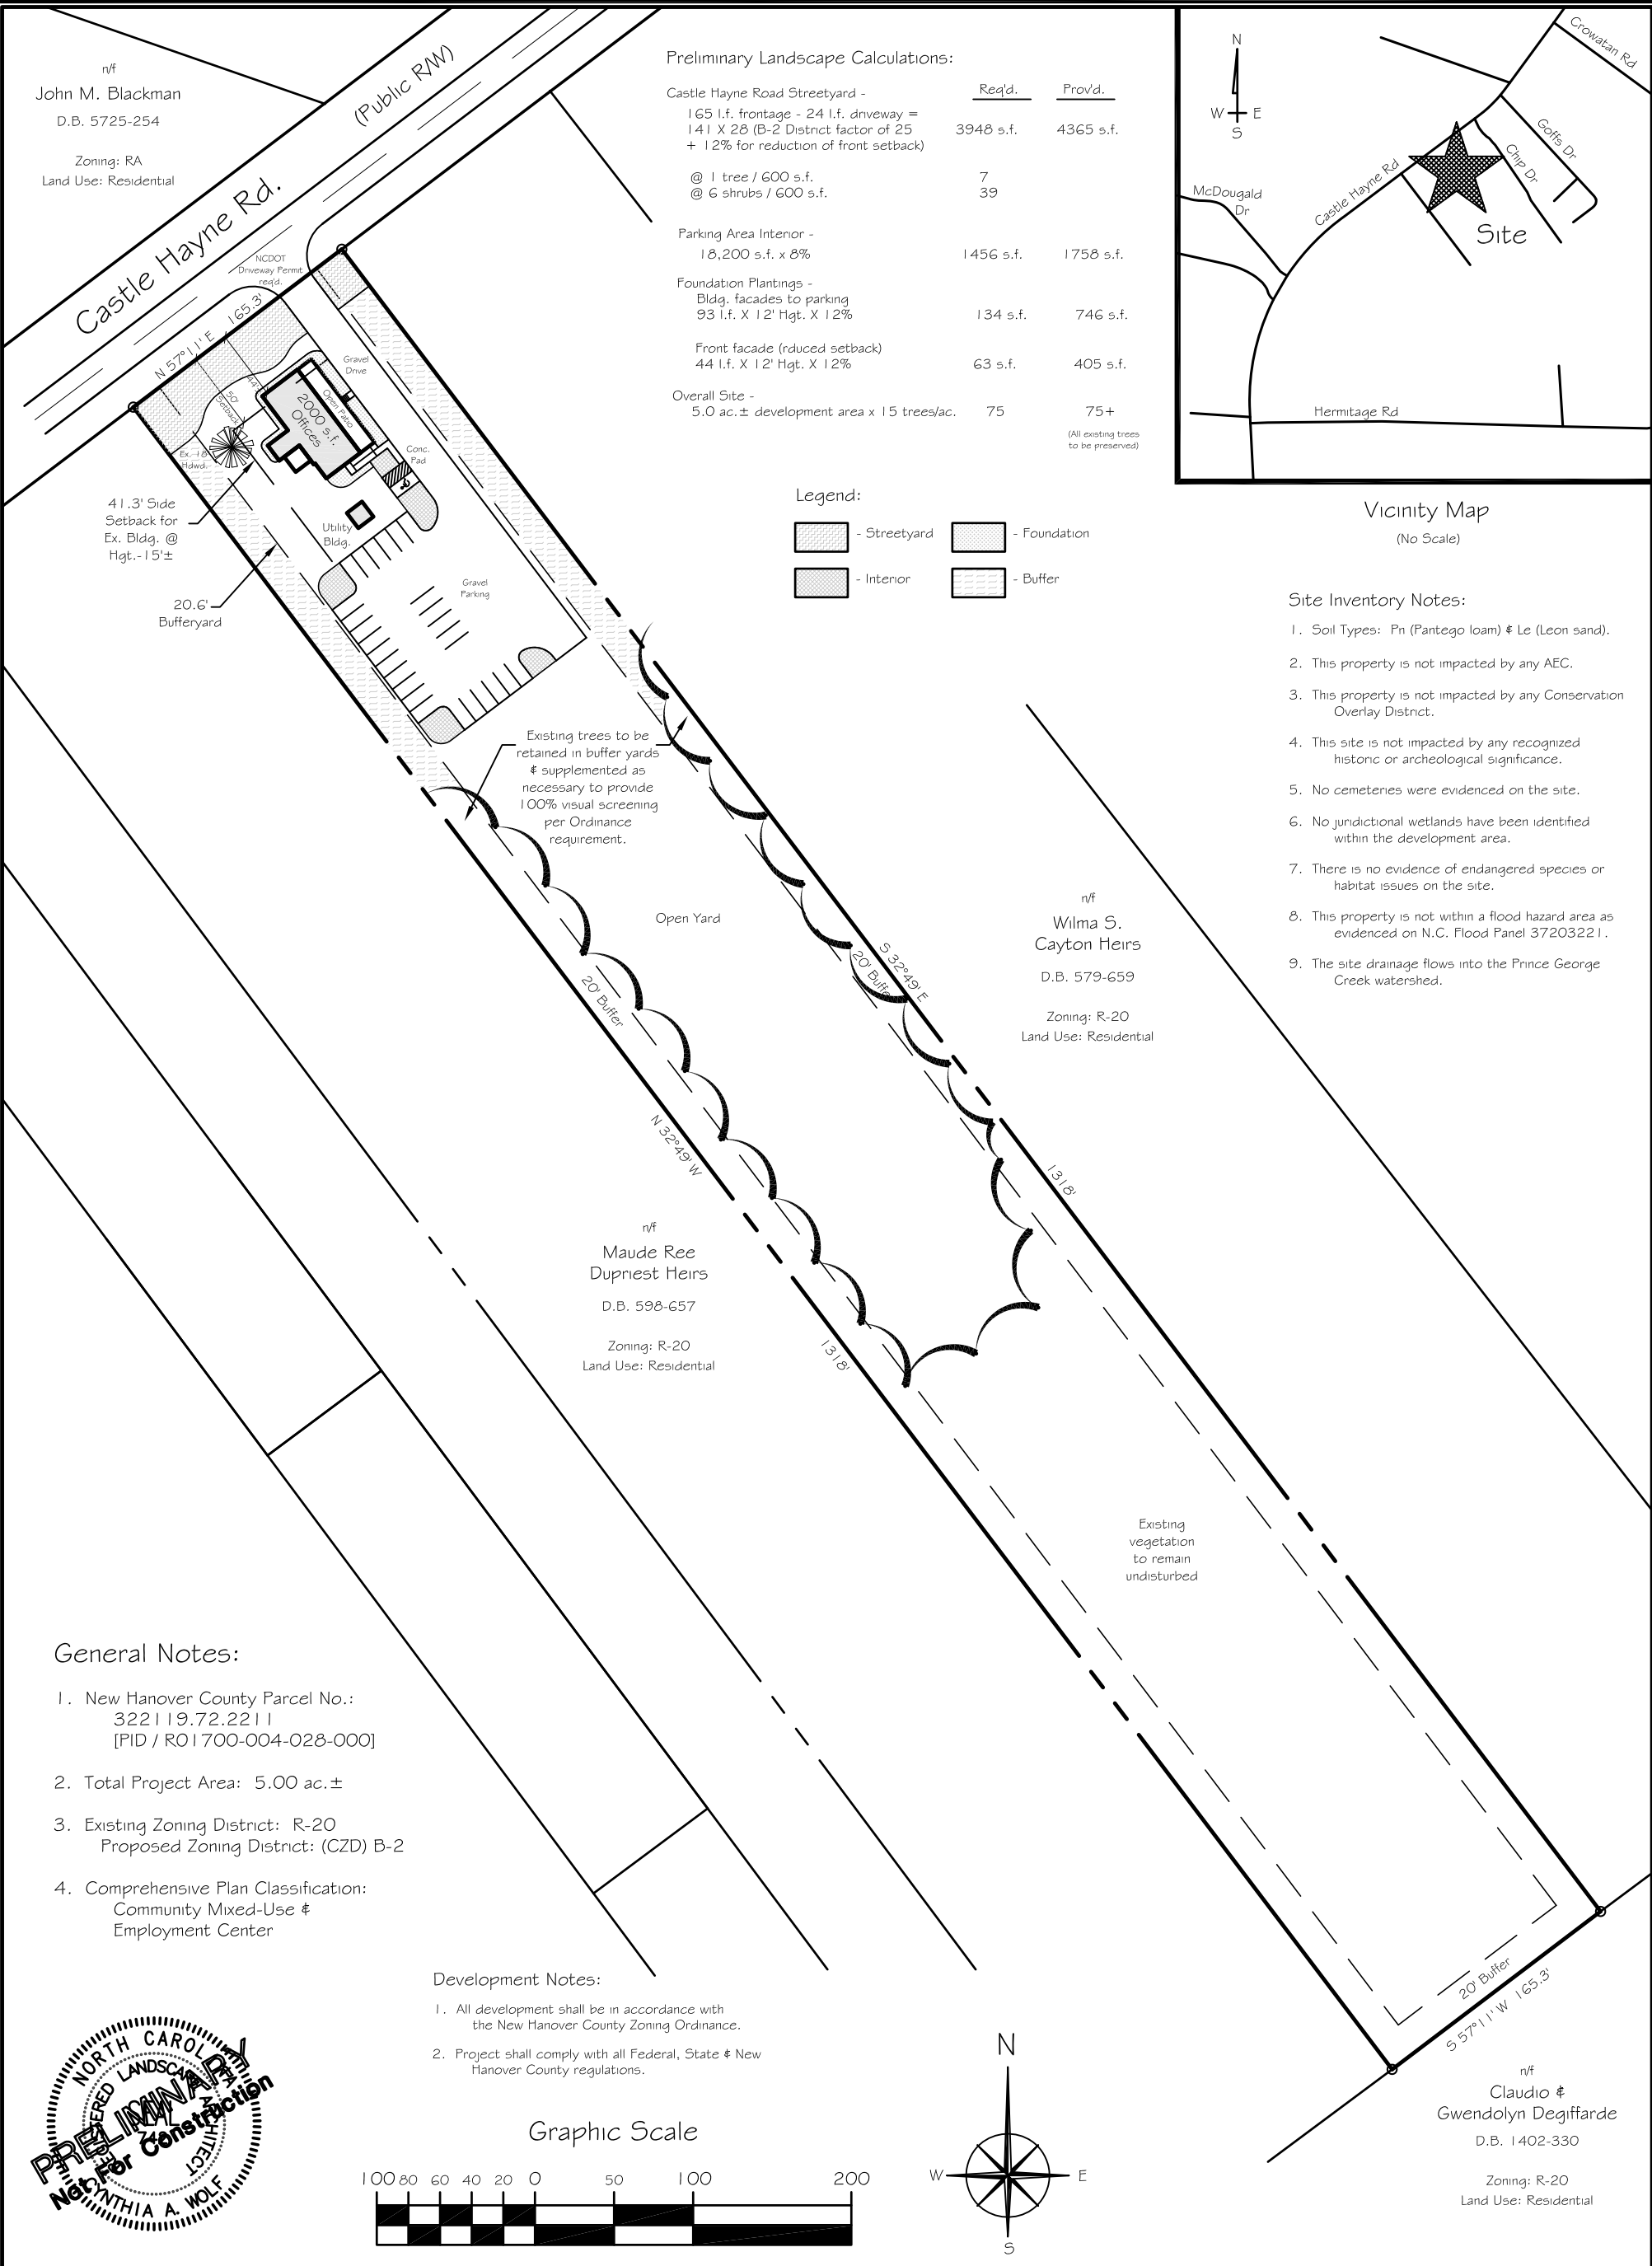 n/f
John M. Blackman
D.B. 5725-254
Zoning: RA
Land Use: Residential
Castle Hayne Rd.
(Public R/W)
NCDOT
Driveway Permit
req'd.
N 57°11' E 165.3'
Gravel
Drive
50'
Setback
44'
Open Patio
2000 s.f.
Offices
Ex. 18"
Hdwd.
Conc.
Pad
41.3' Side
Setback for
Ex. Bldg. @
Hgt.-15'±
Utility
Bldg.
20.6'
Bufferyard
Gravel
Parking
Preliminary Landscape Calculations:
Req'd. Prov'd.
Castle Hayne Road Streetyard -
165 l.f. frontage - 24 l.f. driveway =
141 X 28 (B-2 District factor of 25 3948 s.f. 4365 s.f.
+ 12% for reduction of front setback)
@ 1 tree / 600 s.f. 7
@ 6 shrubs / 600 s.f. 39
Parking Area Interior -
18,200 s.f. x 8% 1456 s.f. 1758 s.f.
Foundation Plantings -
Bldg. facades to parking
93 l.f. X 12' Hgt. X 12% 134 s.f. 746 s.f.
Front facade (rduced setback)
44 l.f. X 12' Hgt. X 12% 63 s.f. 405 s.f.
Overall Site -
5.0 ac.± development area x 15 trees/ac. 75 75+
(All existing trees
to be preserved)
Legend:
- Streetyard - Foundation
- Interior - Buffer
N
W E
S
Crowatan Rd
Goffs Dr
Chip Dr
Castle Hayne Rd
McDougald
Dr
Site
Hermitage Rd
Vicinity Map
(No Scale)
Site Inventory Notes:
1. Soil Types: Pn (Pantego loam) & Le (Leon sand).
2. This property is not impacted by any AEC.
3. This property is not impacted by any Conservation
Overlay District.
4. This site is not impacted by any recognized
historic or archeological significance.
5. No cemeteries were evidenced on the site.
6. No juridictional wetlands have been identified
within the development area.
7. There is no evidence of endangered species or
habitat issues on the site.
8. This property is not within a flood hazard area as
evidenced on N.C. Flood Panel 37203221.
9. The site drainage flows into the Prince George
Creek watershed.
Existing trees to be
retained in buffer yards
& supplemented as
necessary to provide
100% visual screening
per Ordinance
requirement.
Open Yard
20' Buffer
S 32°49' E
20' Buffer
N 32°49' W
1318'
1318'
n/f
Wilma S.
Cayton Heirs
D.B. 579-659
Zoning: R-20
Land Use: Residential
n/f
Maude Ree
Dupriest Heirs
D.B. 598-657
Zoning: R-20
Land Use: Residential
Existing
vegetation
to remain
undisturbed
General Notes:
1. New Hanover County Parcel No.:
322119.72.2211
[PID / R01700-004-028-000]
2. Total Project Area: 5.00 ac.±
3. Existing Zoning District: R-20
Proposed Zoning District: (CZD) B-2
4. Comprehensive Plan Classification:
Community Mixed-Use &
Employment Center
Development Notes:
1. All development shall be in accordance with
the New Hanover County Zoning Ordinance.
2. Project shall comply with all Federal, State & New
Hanover County regulations.
20' Buffer
S 57°11' W 165.3'
n/f
Claudio &
Gwendolyn Degiffarde
D.B. 1402-330
Zoning: R-20
Land Use: Residential
NORTH CAROLINA
LANDSCAPE ARCHITECT
CYNTHIA A. WOLF
PRELIMINARY
Not For Construction
Graphic Scale
100 80 60 40 20 0 50 100 200
N
W E
S